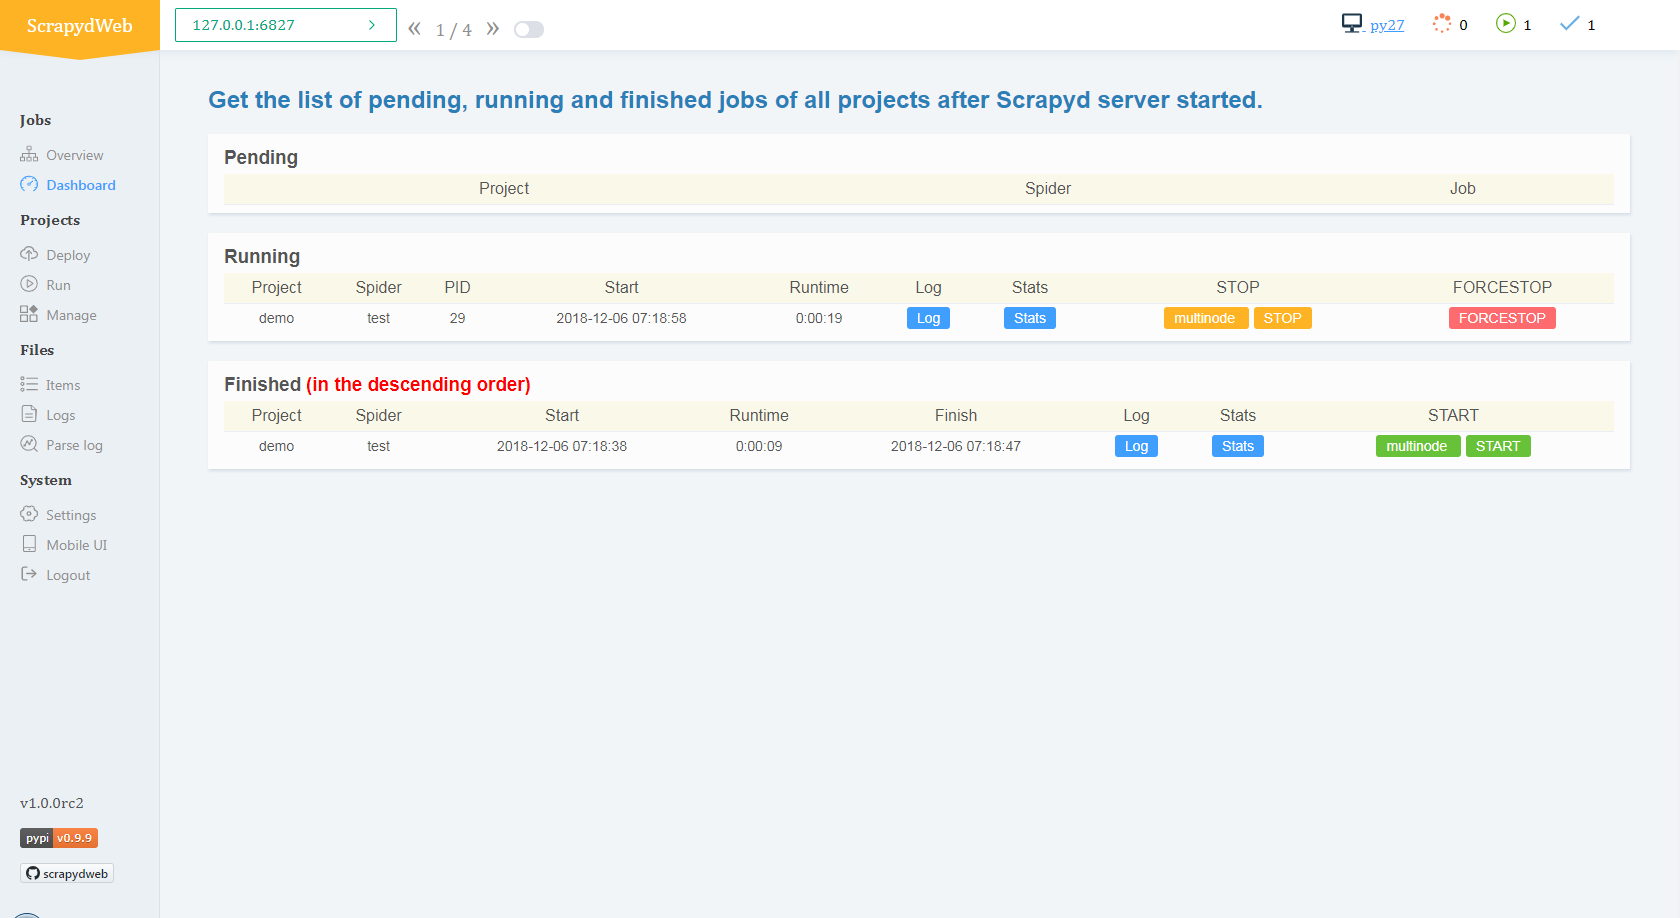 ScrapydWeb
127.0.0.1:6827
« 1 / 4 »
py27 0 1 1
Jobs
Overview
Dashboard
Projects
Deploy
Run
Manage
Files
Items
Logs
Parse log
System
Settings
Mobile UI
Logout
v1.0.0rc2
pypi v0.9.9
scrapydweb
Get the list of pending, running and finished jobs of all projects after Scrapyd server started.
Pending
Project Spider Job
Running
Project Spider PID Start Runtime Log Stats STOP FORCESTOP
demo test 29 2018-12-06 07:18:58 0:00:19 Log Stats multinode STOP FORCESTOP
Finished (in the descending order)
Project Spider Start Runtime Finish Log Stats START
demo test 2018-12-06 07:18:38 0:00:09 2018-12-06 07:18:47 Log Stats multinode START